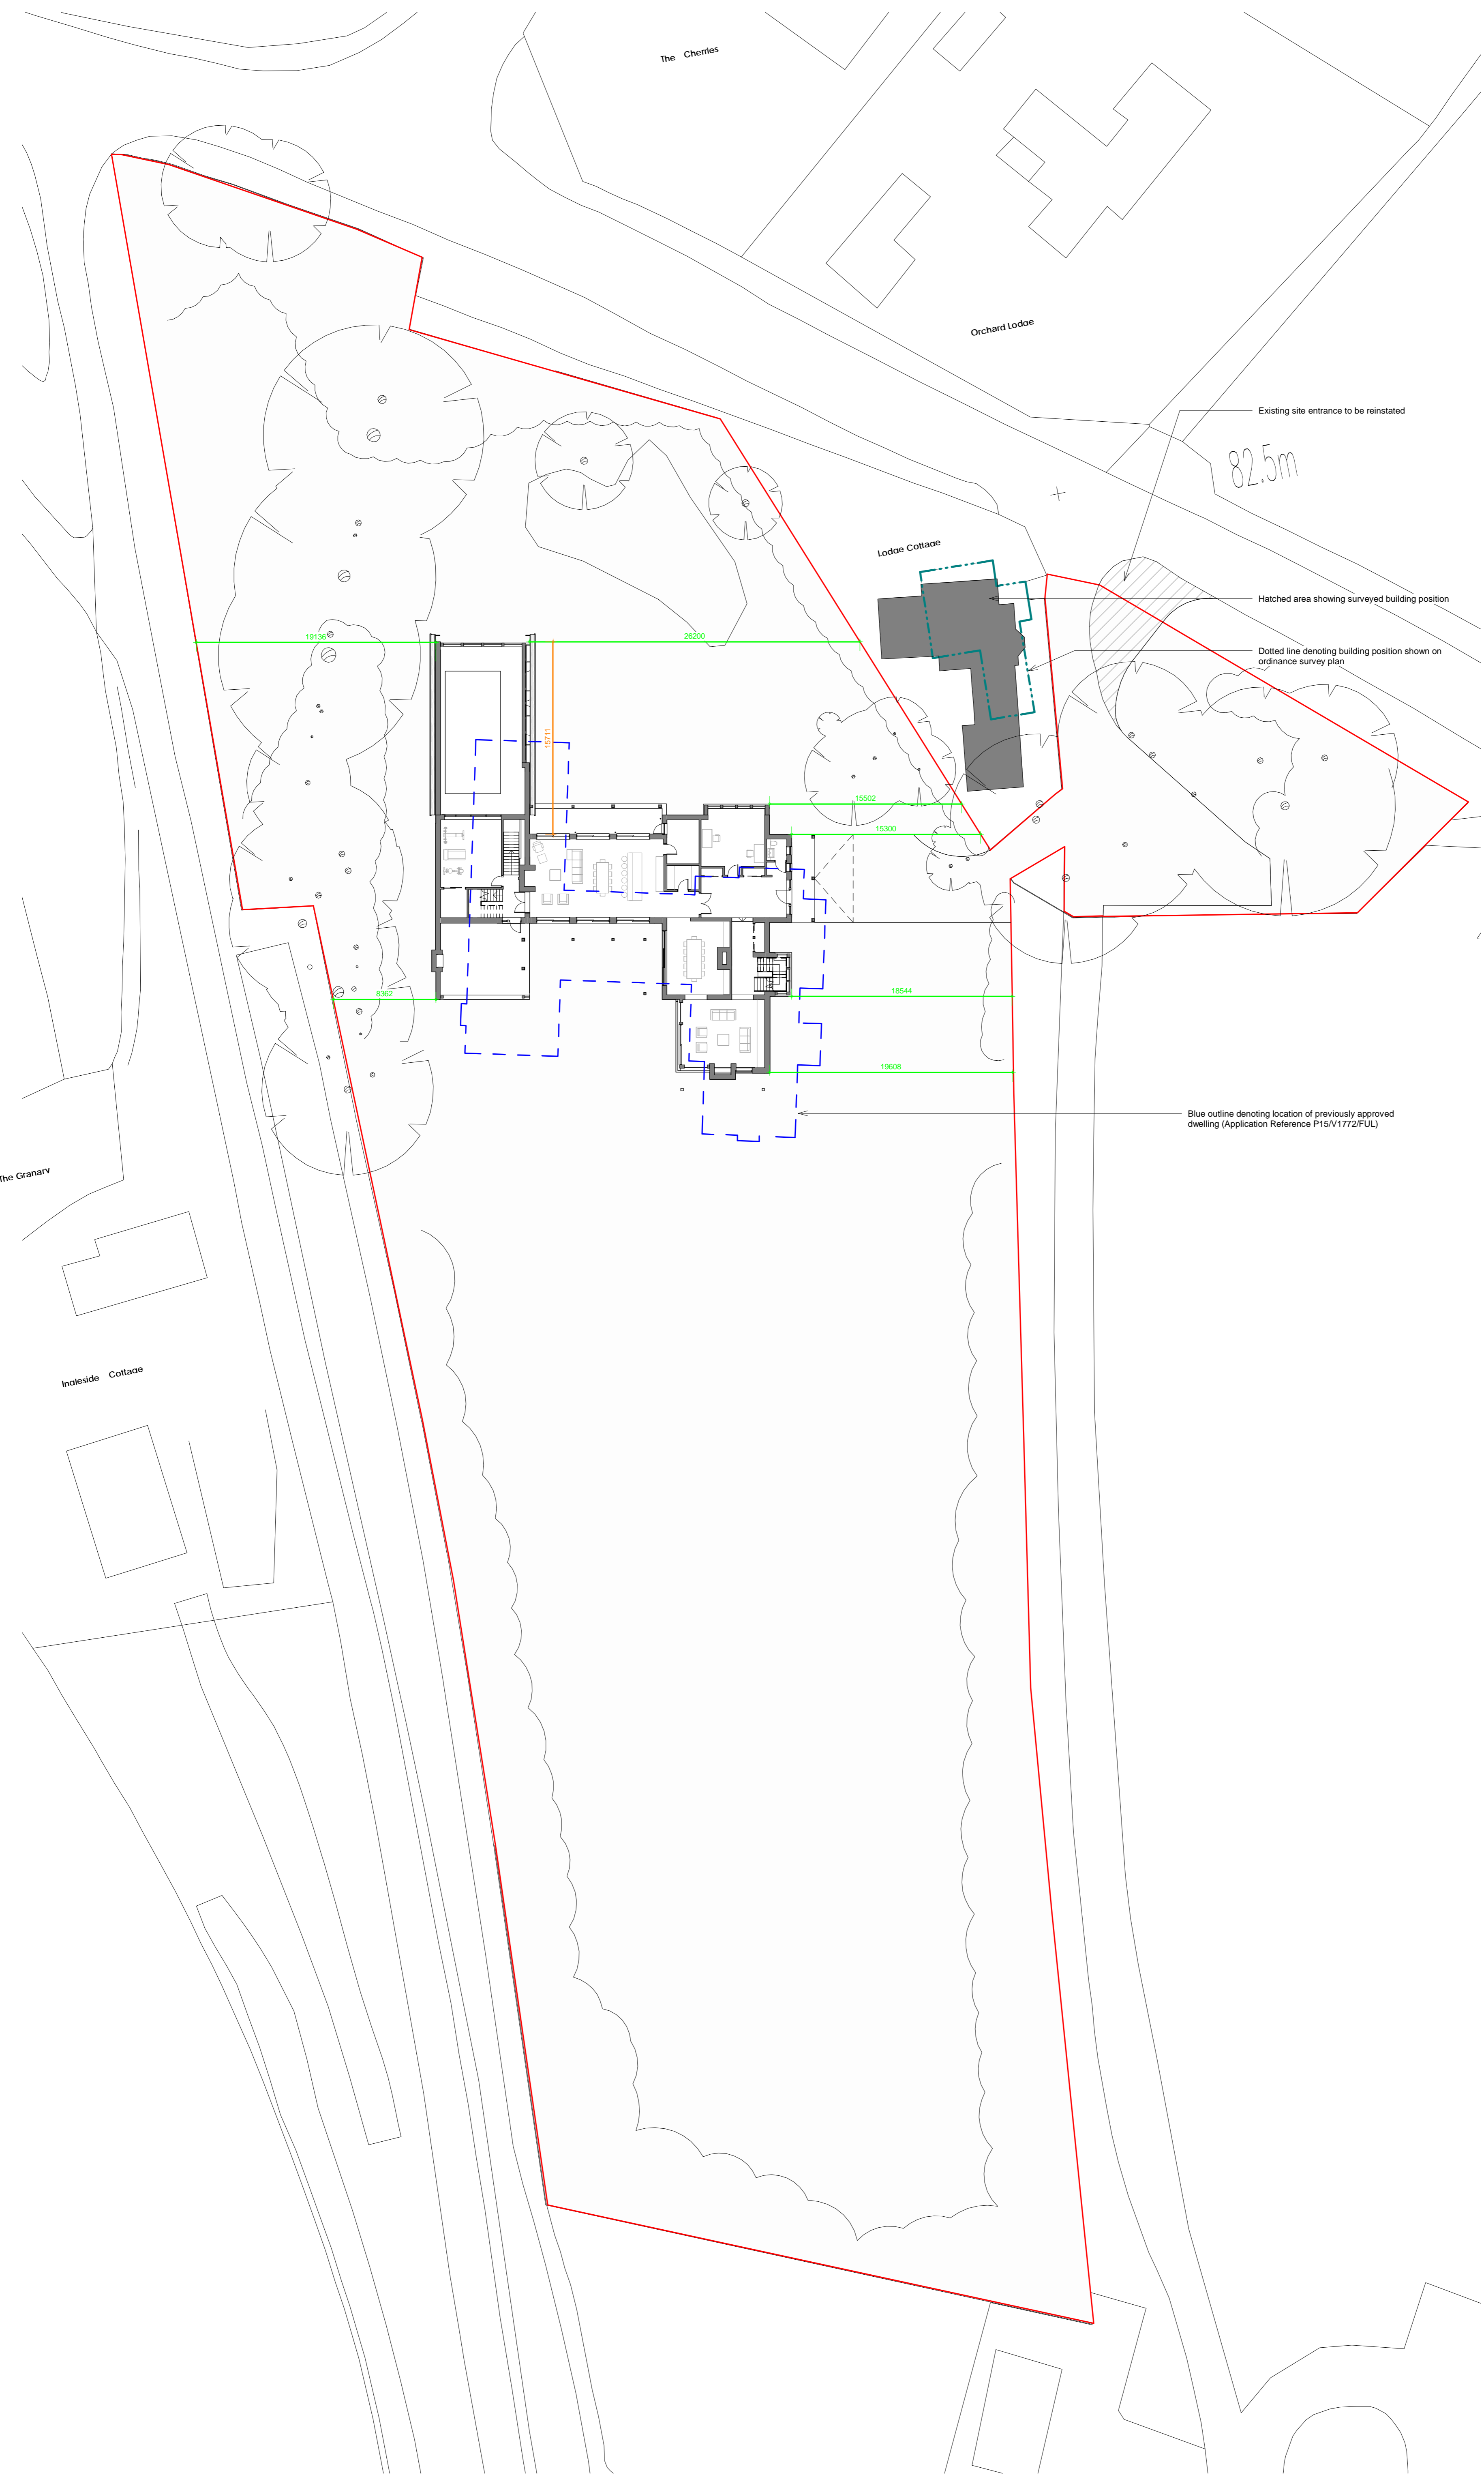 The Cherries
Orchard Lodge
Existing site entrance to be reinstated
82.5m
Lodge Cottage
Hatched area showing surveyed building position
Dotted line denoting building position shown on
ordinance survey plan
19136
26200
15711
15502
15300
8362
18544
19608
Blue outline denoting location of previously approved
dwelling (Application Reference P15/V1772/FUL)
The Granary
Ingleside Cottage